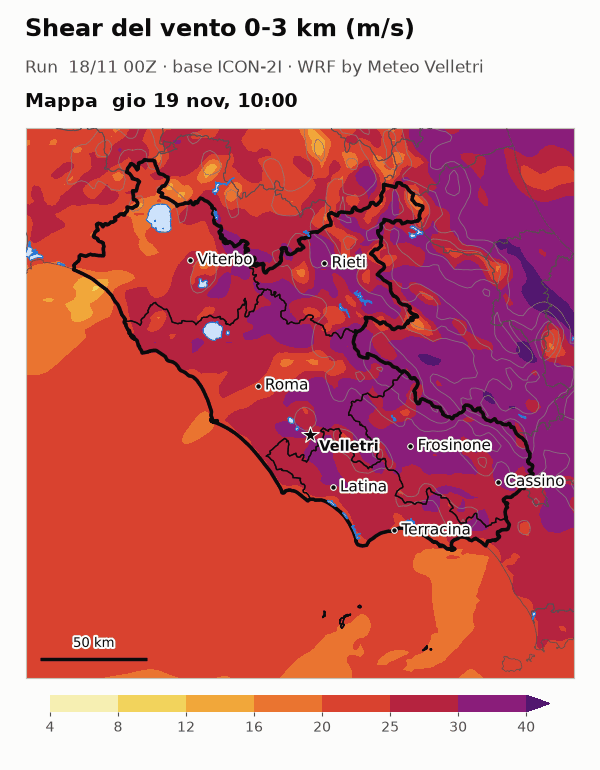 Shear del vento 0-3 km (m/s)
Run  18/11 00Z · base ICON-2I · WRF by Meteo Velletri
Mappa  gio 19 nov, 10:00
Viterbo
Rieti
Roma
Velletri
Frosinone
Cassino
Latina
Terracina
50 km
4 8 12 16 20 25 30 40